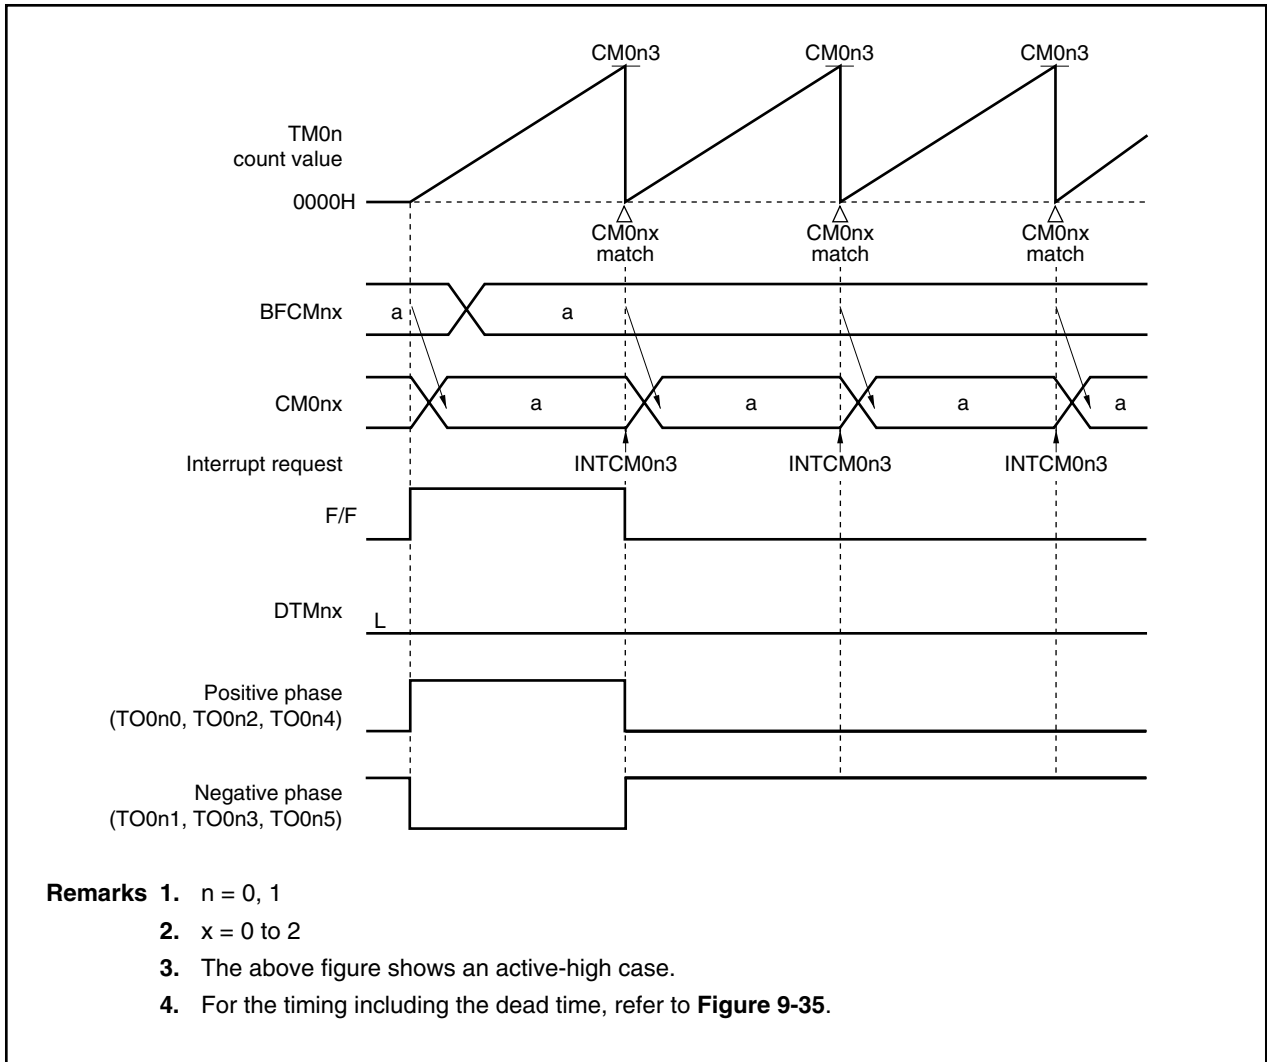 CM0n3 CM0n3 CM0n3
TM0n
count value
0000H
CM0nx CM0nx CM0nx
match match match
BFCMnx a a
CM0nx a a a a
Interrupt request INTCM0n3 INTCM0n3 INTCM0n3
F/F
DTMnx L
Positive phase
(TO0n0, TO0n2, TO0n4)
Negative phase
(TO0n1, TO0n3, TO0n5)
Remarks 1. n = 0, 1
2. x = 0 to 2
3. The above figure shows an active-high case.
4. For the timing including the dead time, refer to Figure 9-35.